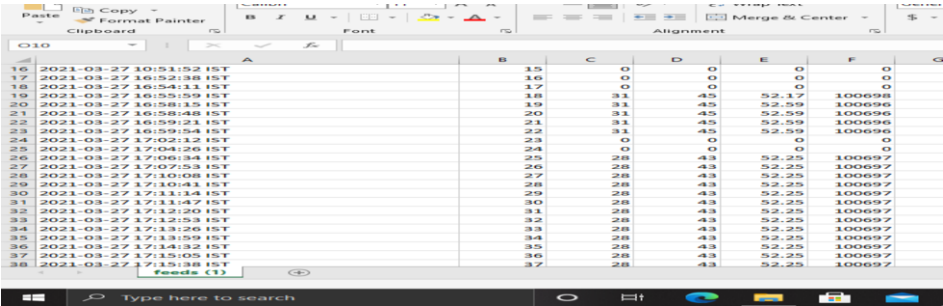 Paste
Copy
Format Painter
B I U
Merge & Center
$
Clipboard Font Alignment
O10 fx
A B C D E F G
16 2021-03-27 10:51:52 IST 15 0 0 0 0
17 2021-03-27 16:52:38 IST 16 0 0 0 0
18 2021-03-27 16:54:11 IST 17 0 0 0 0
19 2021-03-27 16:55:59 IST 18 31 45 52.17 100698
20 2021-03-27 16:58:15 IST 19 31 45 52.59 100696
21 2021-03-27 16:58:48 IST 20 31 45 52.59 100696
22 2021-03-27 16:59:21 IST 21 31 45 52.59 100696
23 2021-03-27 16:59:54 IST 22 31 45 52.59 100696
24 2021-03-27 17:02:12 IST 23 0 0 0 0
25 2021-03-27 17:04:26 IST 24 0 0 0 0
26 2021-03-27 17:06:34 IST 25 28 43 52.25 100697
27 2021-03-27 17:07:53 IST 26 28 43 52.25 100697
28 2021-03-27 17:10:08 IST 27 28 43 52.25 100697
29 2021-03-27 17:10:41 IST 28 28 43 52.25 100697
30 2021-03-27 17:11:14 IST 29 28 43 52.25 100697
31 2021-03-27 17:11:47 IST 30 28 43 52.25 100697
32 2021-03-27 17:12:20 IST 31 28 43 52.25 100697
33 2021-03-27 17:12:53 IST 32 28 43 52.25 100697
34 2021-03-27 17:13:26 IST 33 28 43 52.25 100697
35 2021-03-27 17:13:59 IST 34 28 43 52.25 100697
36 2021-03-27 17:14:32 IST 35 28 43 52.25 100697
37 2021-03-27 17:15:05 IST 36 28 43 52.25 100697
38 2021-03-27 17:15:38 IST 37 28 43 52.25 100697
feeds (1)
Type here to search